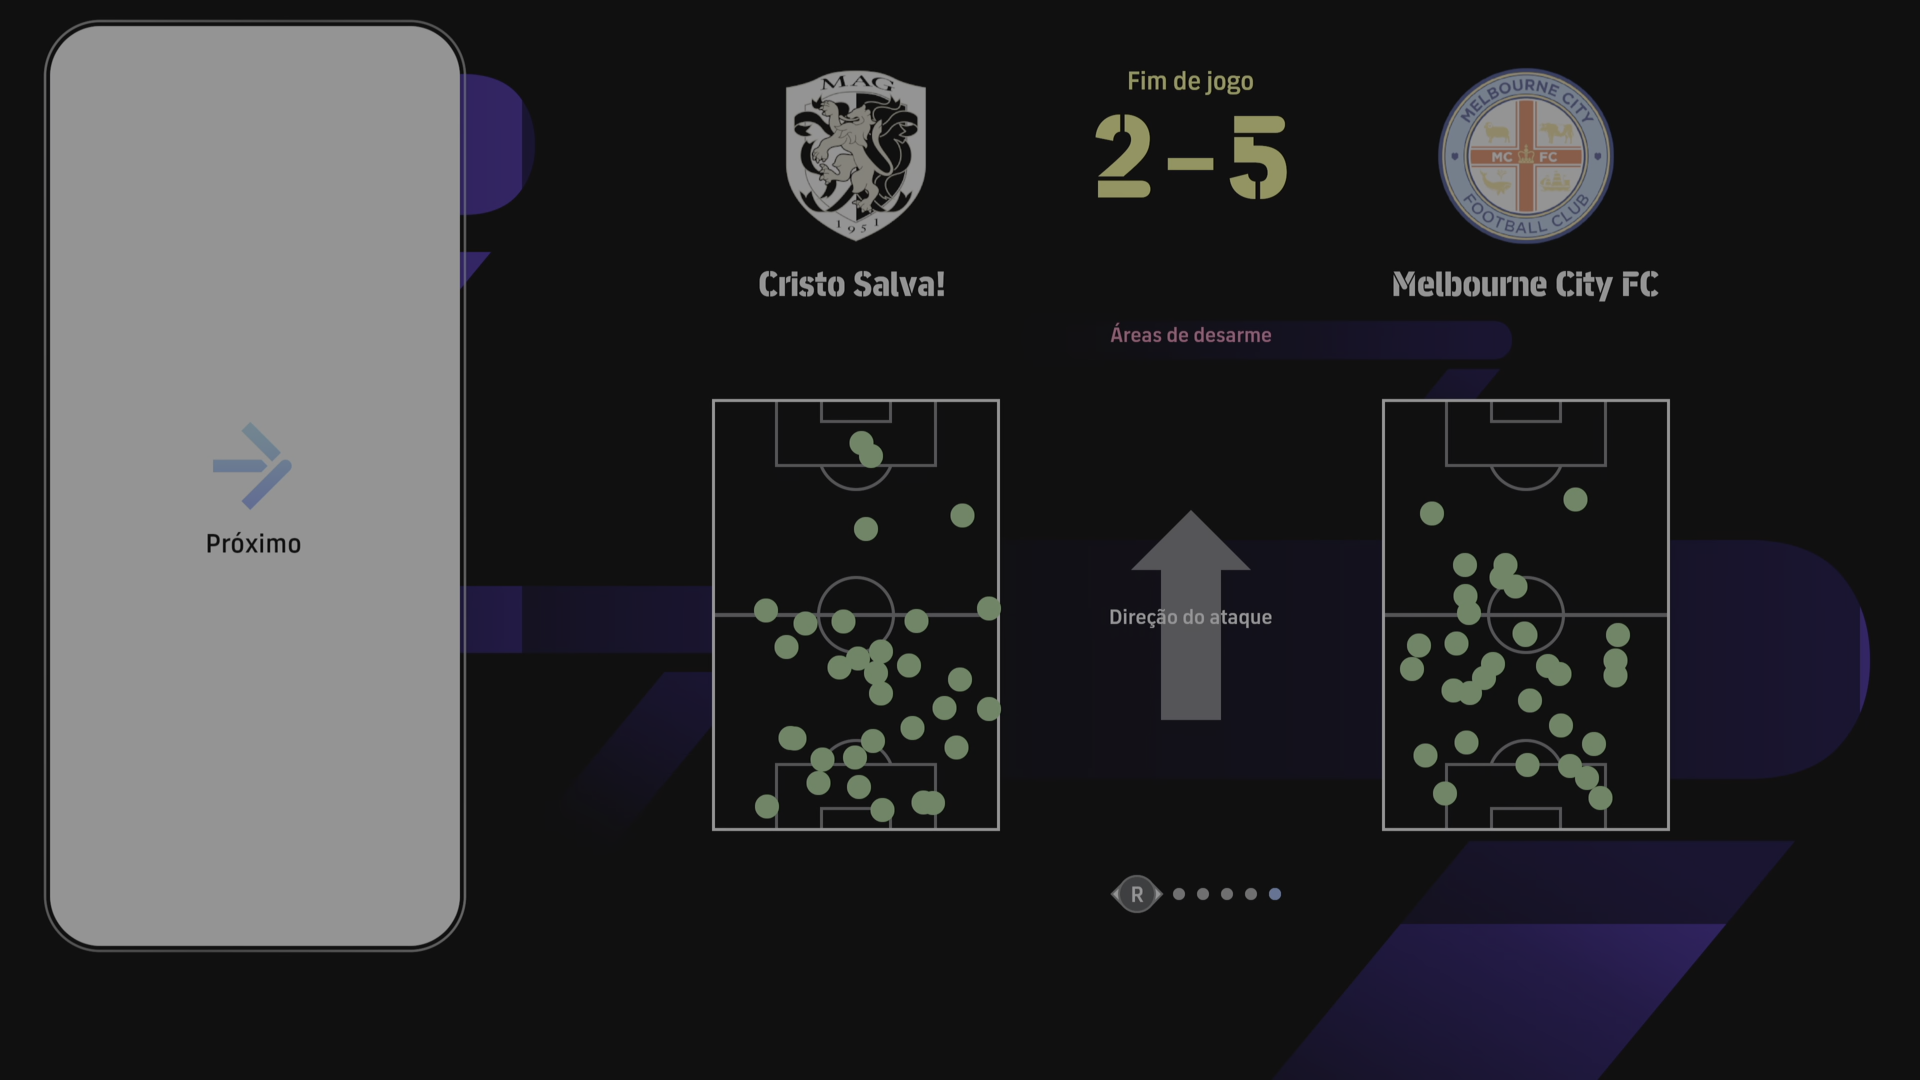 Próximo
MAG
1951
Cristo Salva!
Fim de jogo
2-5
MELBOURNE CITY
MC FC
FOOTBALL CLUB
Melbourne City FC
Áreas de desarme
Direção do ataque
R